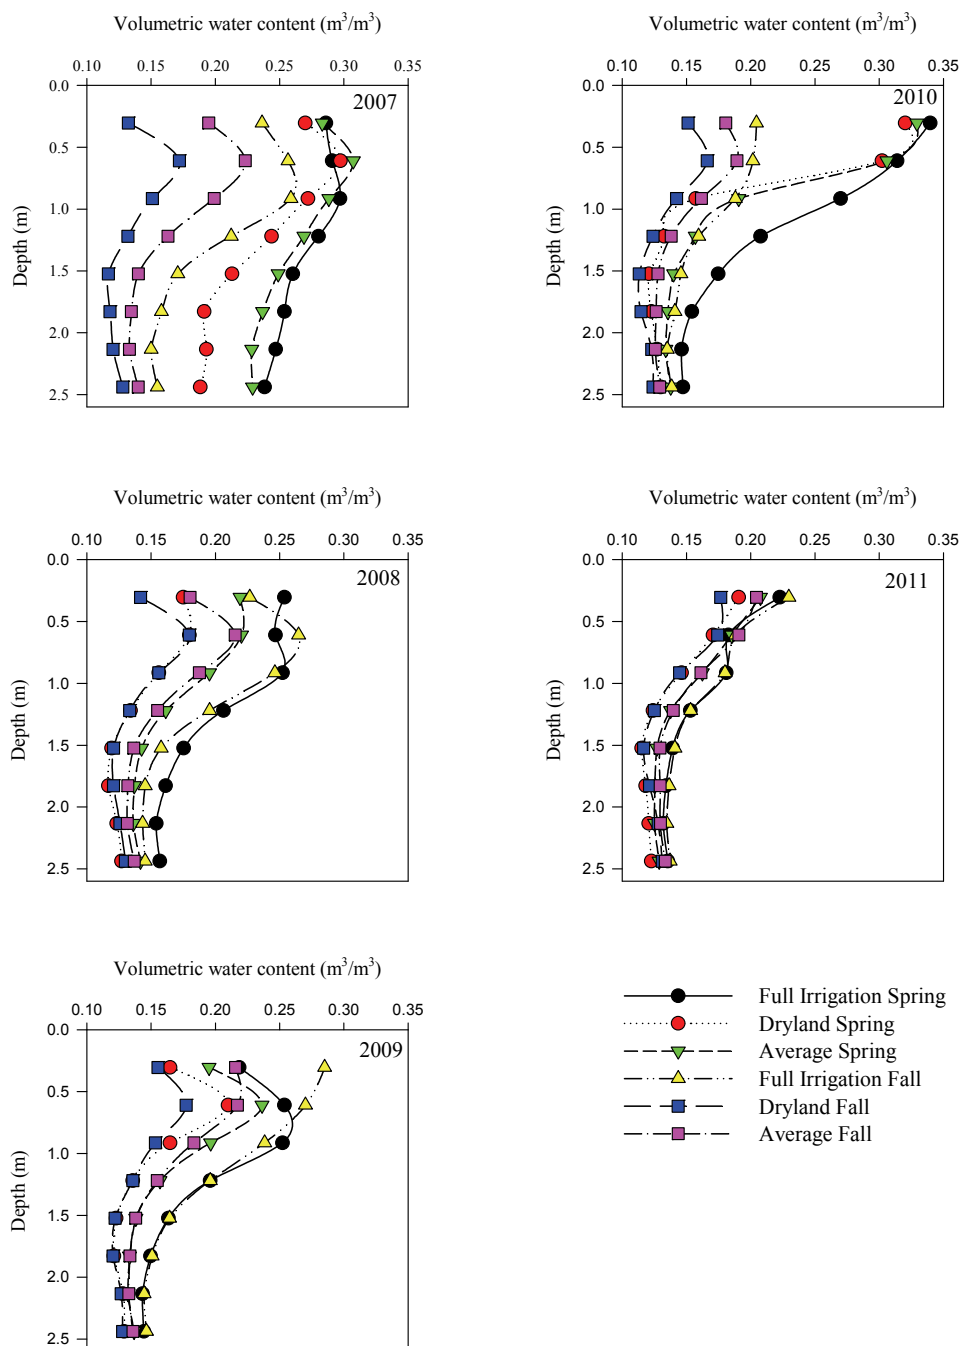 Volumetric water content (m³/m³)
0.10 0.15 0.20 0.25 0.30 0.35
0.0
0.5
1.0
1.5
2.0
2.5
Depth (m)
2007
Volumetric water content (m³/m³)
0.10 0.15 0.20 0.25 0.30 0.35
0.0
0.5
1.0
1.5
2.0
2.5
Depth (m)
2010
Volumetric water content (m³/m³)
0.10 0.15 0.20 0.25 0.30 0.35
0.0
0.5
1.0
1.5
2.0
2.5
Depth (m)
2008
Volumetric water content (m³/m³)
0.10 0.15 0.20 0.25 0.30 0.35
0.0
0.5
1.0
1.5
2.0
2.5
Depth (m)
2011
Volumetric water content (m³/m³)
0.10 0.15 0.20 0.25 0.30 0.35
0.0
0.5
1.0
1.5
2.0
2.5
Depth (m)
2009
Full Irrigation Spring
Dryland Spring
Average Spring
Full Irrigation Fall
Dryland Fall
Average Fall